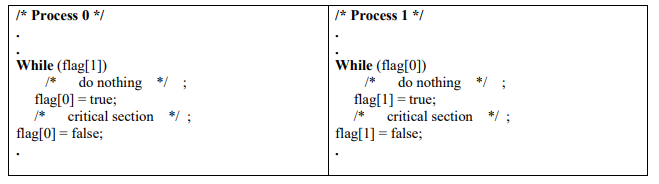 /* Process 0 */
.
.
While (flag[1])
/* do nothing */ ;
flag[0] = true;
/* critical section */ ;
flag[0] = false;
.
/* Process 1 */
.
.
While (flag[0])
/* do nothing */ ;
flag[1] = true;
/* critical section */ ;
flag[1] = false;
.